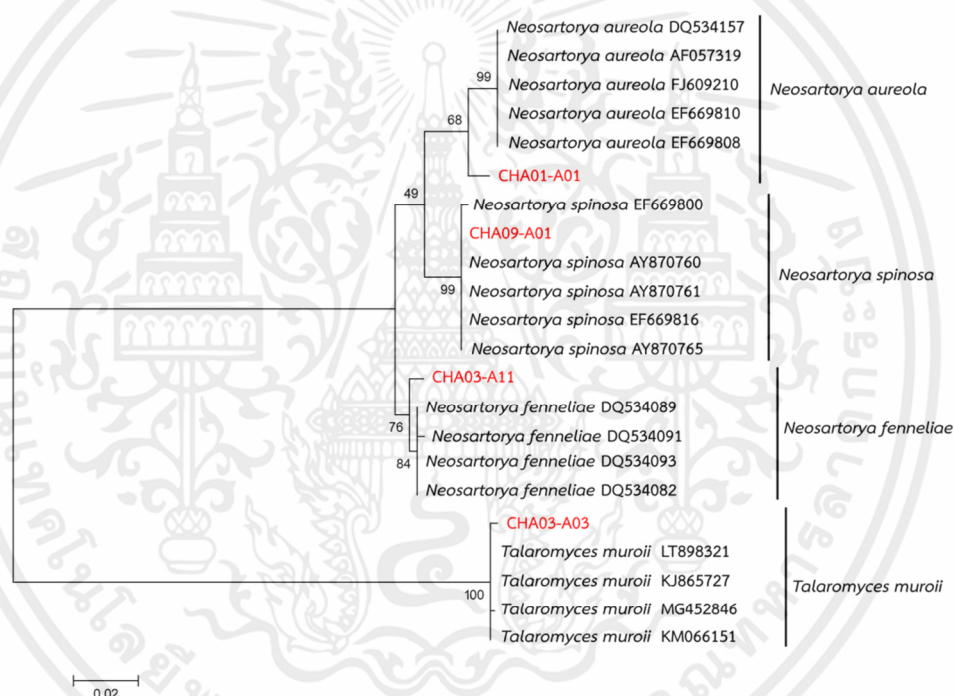 Neosartorya aureola DQ534157
Neosartorya aureola AF057319
99
Neosartorya aureola FJ609210
Neosartorya aureola
Neosartorya aureola EF669810
68
Neosartorya aureola EF669808
CHA01-A01
49
Neosartorya spinosa EF669800
CHA09-A01
Neosartorya spinosa AY870760
Neosartorya spinosa
99
Neosartorya spinosa AY870761
Neosartorya spinosa EF669816
Neosartorya spinosa AY870765
CHA03-A11
Neosartorya fenneliae DQ534089
76
Neosartorya fenneliae
Neosartorya fenneliae DQ534091
84
Neosartorya fenneliae DQ534093
Neosartorya fenneliae DQ534082
CHA03-A03
Talaromyces muroii LT898321
Talaromyces muroii KJ865727
Talaromyces muroii
100
Talaromyces muroii MG452846
Talaromyces muroii KM066151
0.02